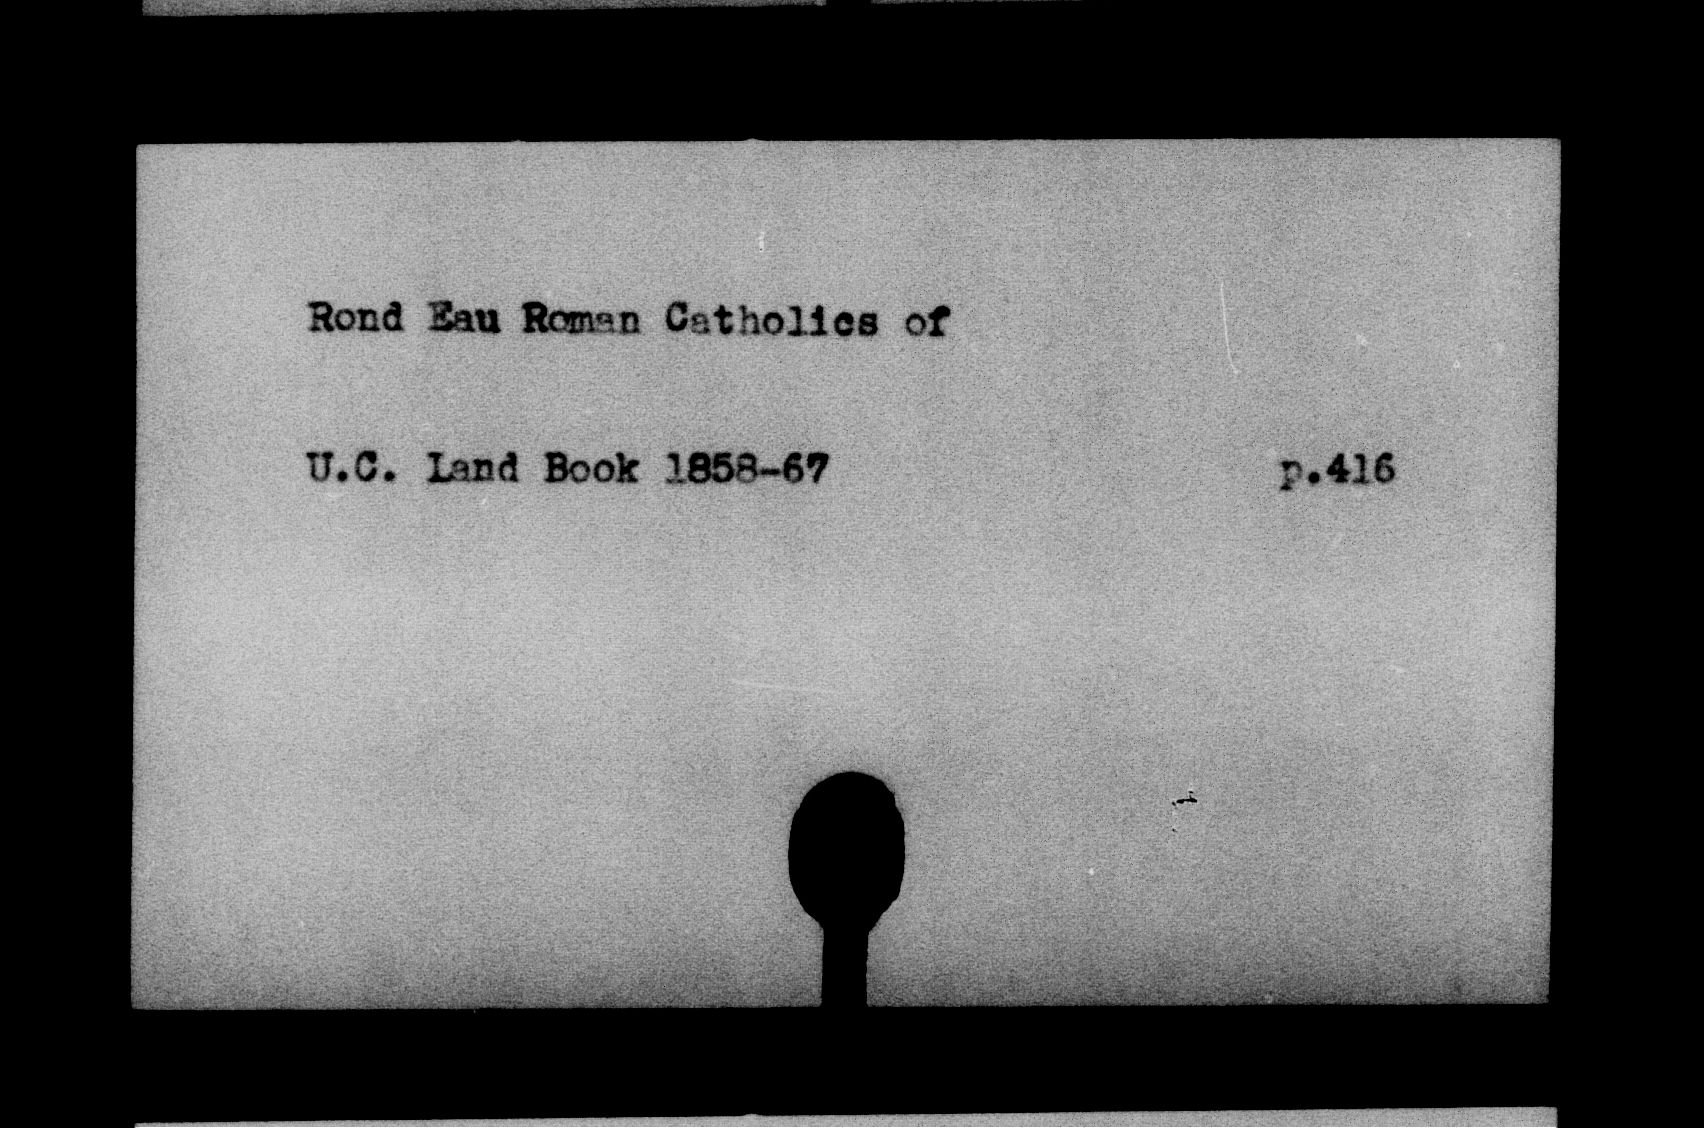 Rond Eau Roman Catholics of
U.C. Land Book 1858-67 p.416